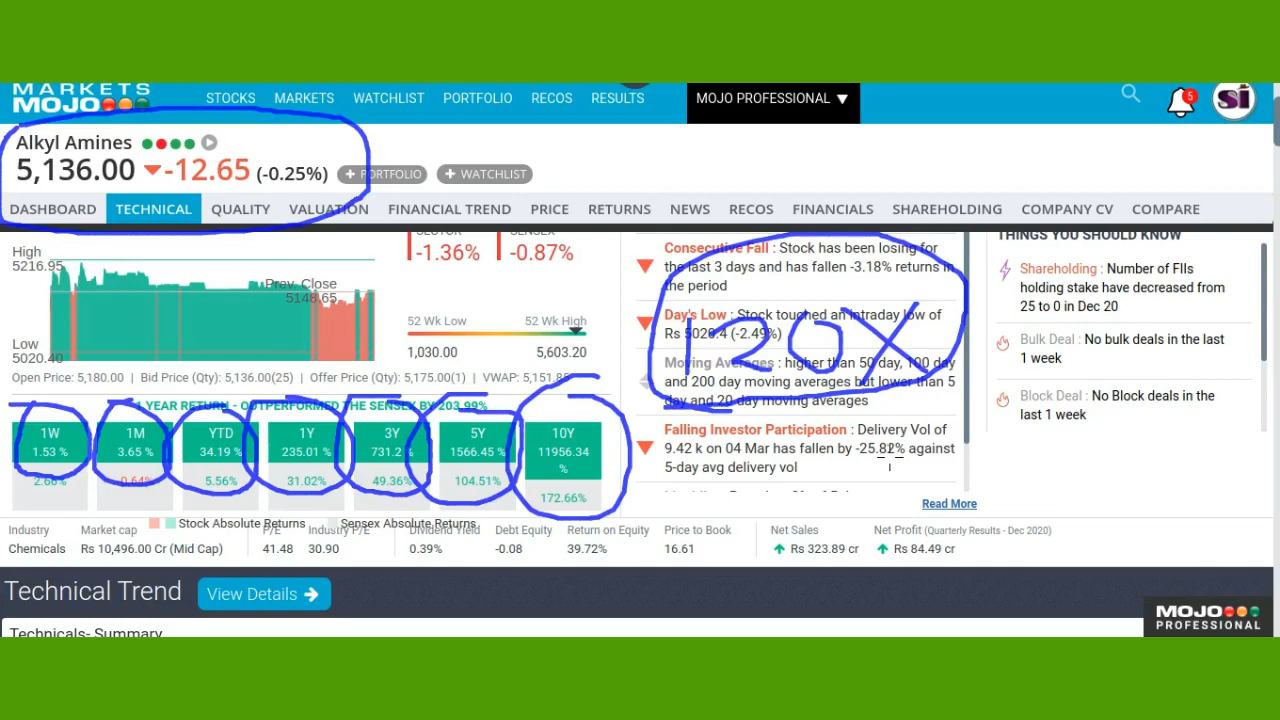 MARKETS
MOJO
STOCKS MARKETS WATCHLIST PORTFOLIO RECOS RESULTS
MOJO PROFESSIONAL ▼
5
Si
Alkyl Amines
5,136.00 -12.65 (-0.25%)
+ PORTFOLIO + WATCHLIST
DASHBOARD TECHNICAL QUALITY VALUATION FINANCIAL TREND PRICE RETURNS NEWS RECOS FINANCIALS SHAREHOLDING COMPANY CV COMPARE
High
5216.95
Prev. Close
5148.65
Low
5020.40
SECTOR SENSEX
-1.36% -0.87%
52 Wk Low 52 Wk High
1,030.00 5,603.20
Open Price: 5,180.00 | Bid Price (Qty): 5,136.00(25) | Offer Price (Qty): 5,175.00(1) | VWAP: 5,151.85
1 YEAR RETURN - OUTPERFORMED THE SENSEX BY 203.99%
1W 1M YTD 1Y 3Y 5Y 10Y
1.53 % 3.65 % 34.19 % 235.01 % 731.2 % 1566.45 % 11956.34
%
2.66% -0.64% 5.56% 31.02% 49.36% 104.51% 172.66%
Stock Absolute Returns Sensex Absolute Returns
Consecutive Fall : Stock has been losing for
the last 3 days and has fallen -3.18% returns in
the period
Day's Low : Stock touched an intraday low of
Rs 5020.4 (-2.49%)
120X
Moving Averages : higher than 50 day, 100 day
and 200 day moving averages but lower than 5
day and 20 day moving averages
Falling Investor Participation : Delivery Vol of
9.42 k on 04 Mar has fallen by -25.82% against
5-day avg delivery vol
Read More
THINGS YOU SHOULD KNOW
Shareholding : Number of FIIs
holding stake have decreased from
25 to 0 in Dec 20
Bulk Deal : No bulk deals in the last
1 week
Block Deal : No Block deals in the
last 1 week
Industry Market cap P/E Industry P/E Dividend Yield Debt Equity Return on Equity Price to Book Net Sales Net Profit (Quarterly Results - Dec 2020)
Chemicals Rs 10,496.00 Cr (Mid Cap) 41.48 30.90 0.39% -0.08 39.72% 16.61 Rs 323.89 cr Rs 84.49 cr
Technical Trend View Details
MOJO
PROFESSIONAL
Technicals- Summary